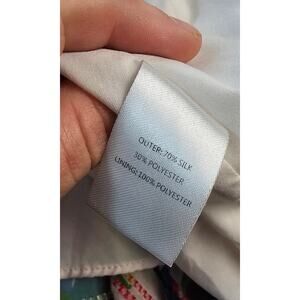 OUTER: 70% SILK
30% POLYESTER
LINING: 100% POLYESTER